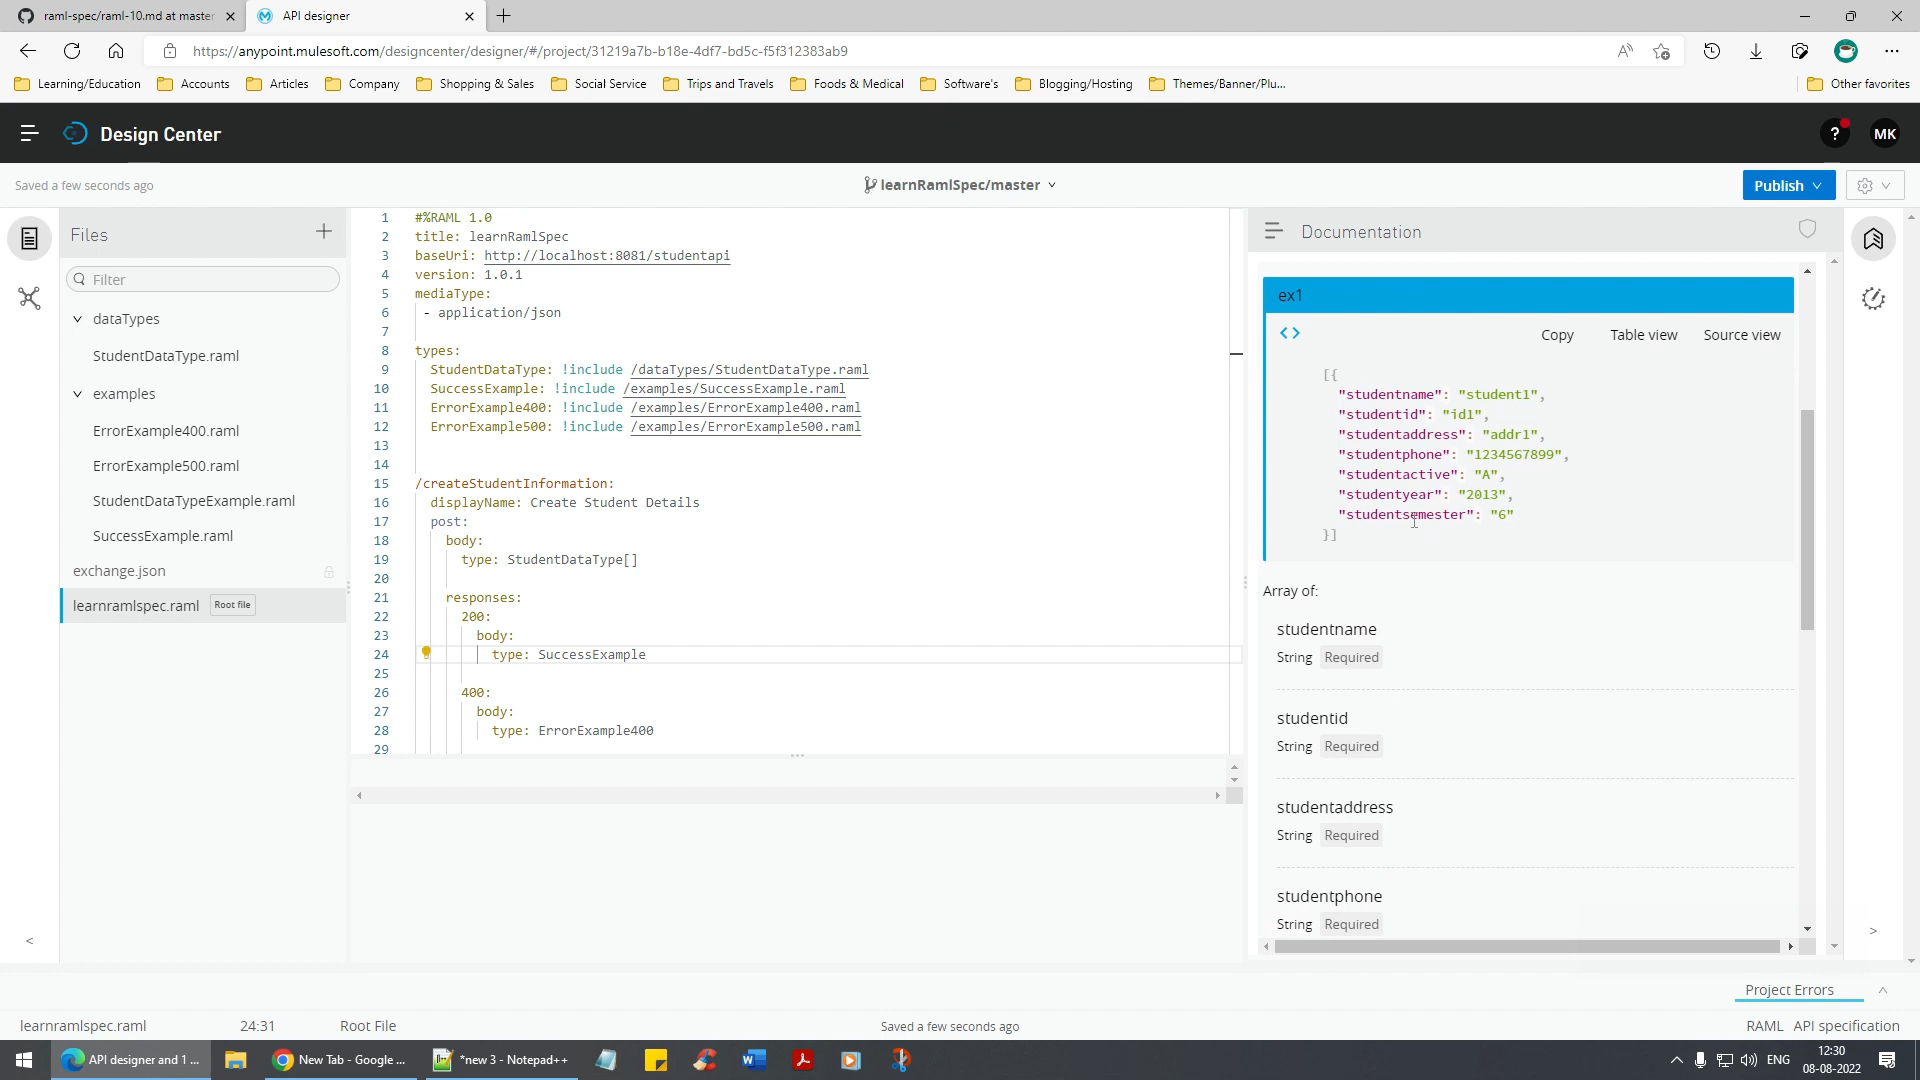 raml-spec/raml-10.md at master
API designer
https://anypoint.mulesoft.com/designcenter/designer/#/project/31219a7b-b18e-4df7-bd5c-f5f312383ab9
Learning/Education
Accounts
Articles
Company
Shopping & Sales
Social Service
Trips and Travels
Foods & Medical
Software's
Blogging/Hosting
Themes/Banner/Plu...
Other favorites
Design Center
?
MK
Saved a few seconds ago
learnRamlSpec/master
Publish
Files
Filter
dataTypes
StudentDataType.raml
examples
ErrorExample400.raml
ErrorExample500.raml
StudentDataTypeExample.raml
SuccessExample.raml
exchange.json
learnramlspec.raml Root file
1 #%RAML 1.0
2 title: learnRamlSpec
3 baseUri: http://localhost:8081/studentapi
4 version: 1.0.1
5 mediaType:
6 - application/json
7
8 types:
9 StudentDataType: !include /dataTypes/StudentDataType.raml
10 SuccessExample: !include /examples/SuccessExample.raml
11 ErrorExample400: !include /examples/ErrorExample400.raml
12 ErrorExample500: !include /examples/ErrorExample500.raml
13
14
15 /createStudentInformation:
16 displayName: Create Student Details
17 post:
18 body:
19 type: StudentDataType[]
20
21 responses:
22 200:
23 body:
24 type: SuccessExample
25
26 400:
27 body:
28 type: ErrorExample400
29
Documentation
ex1
Copy Table view Source view
[{
"studentname": "student1",
"studentid": "id1",
"studentaddress": "addr1",
"studentphone": "1234567899",
"studentactive": "A",
"studentyear": "2013",
"studentsemester": "6"
}]
Array of:
studentname
String Required
studentid
String Required
studentaddress
String Required
studentphone
String Required
Project Errors
learnramlspec.raml 24:31 Root File
Saved a few seconds ago
RAML API specification
API designer and 1 ...
New Tab - Google ...
*new 3 - Notepad++
ENG
12:30
08-08-2022